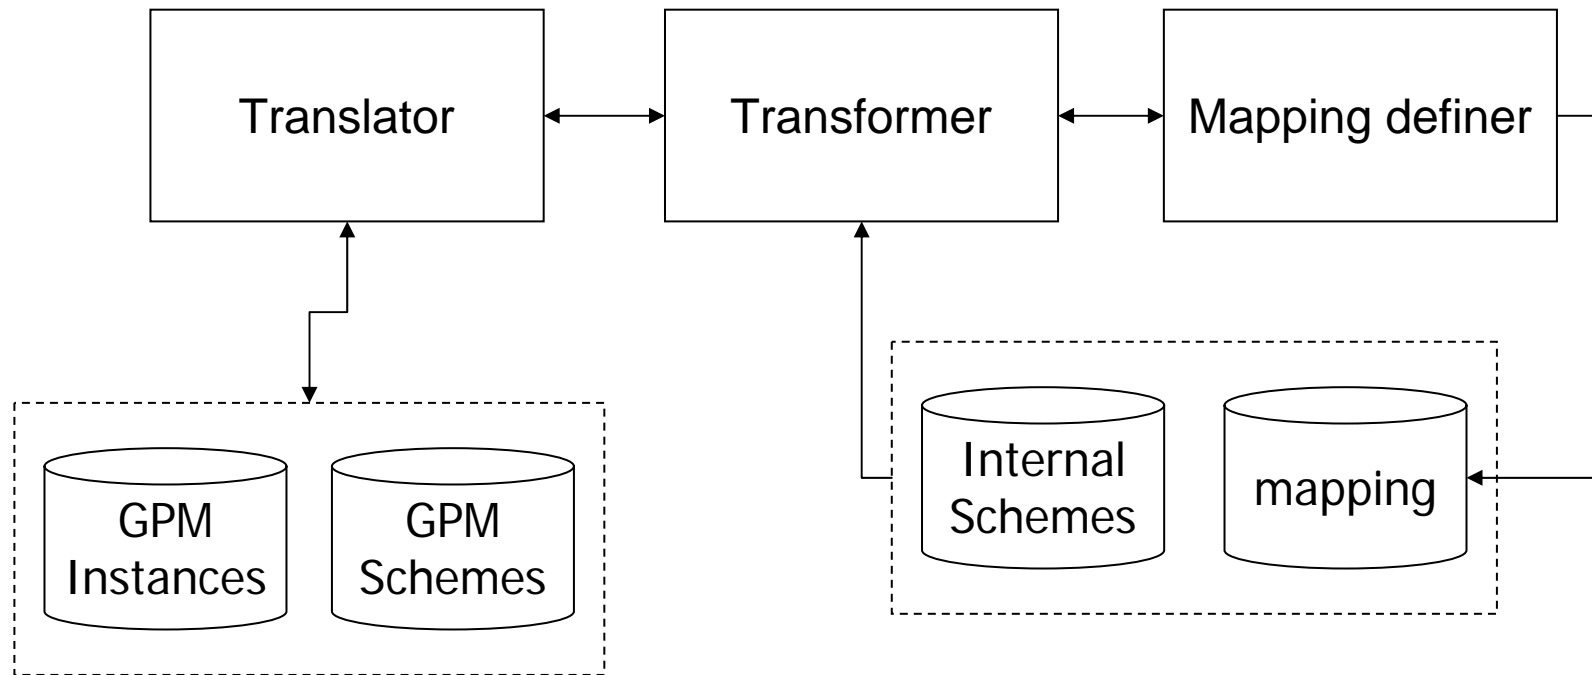 Translator
Transformer
Mapping definer
GPM
Instances
GPM
Schemes
Internal
Schemes
mapping